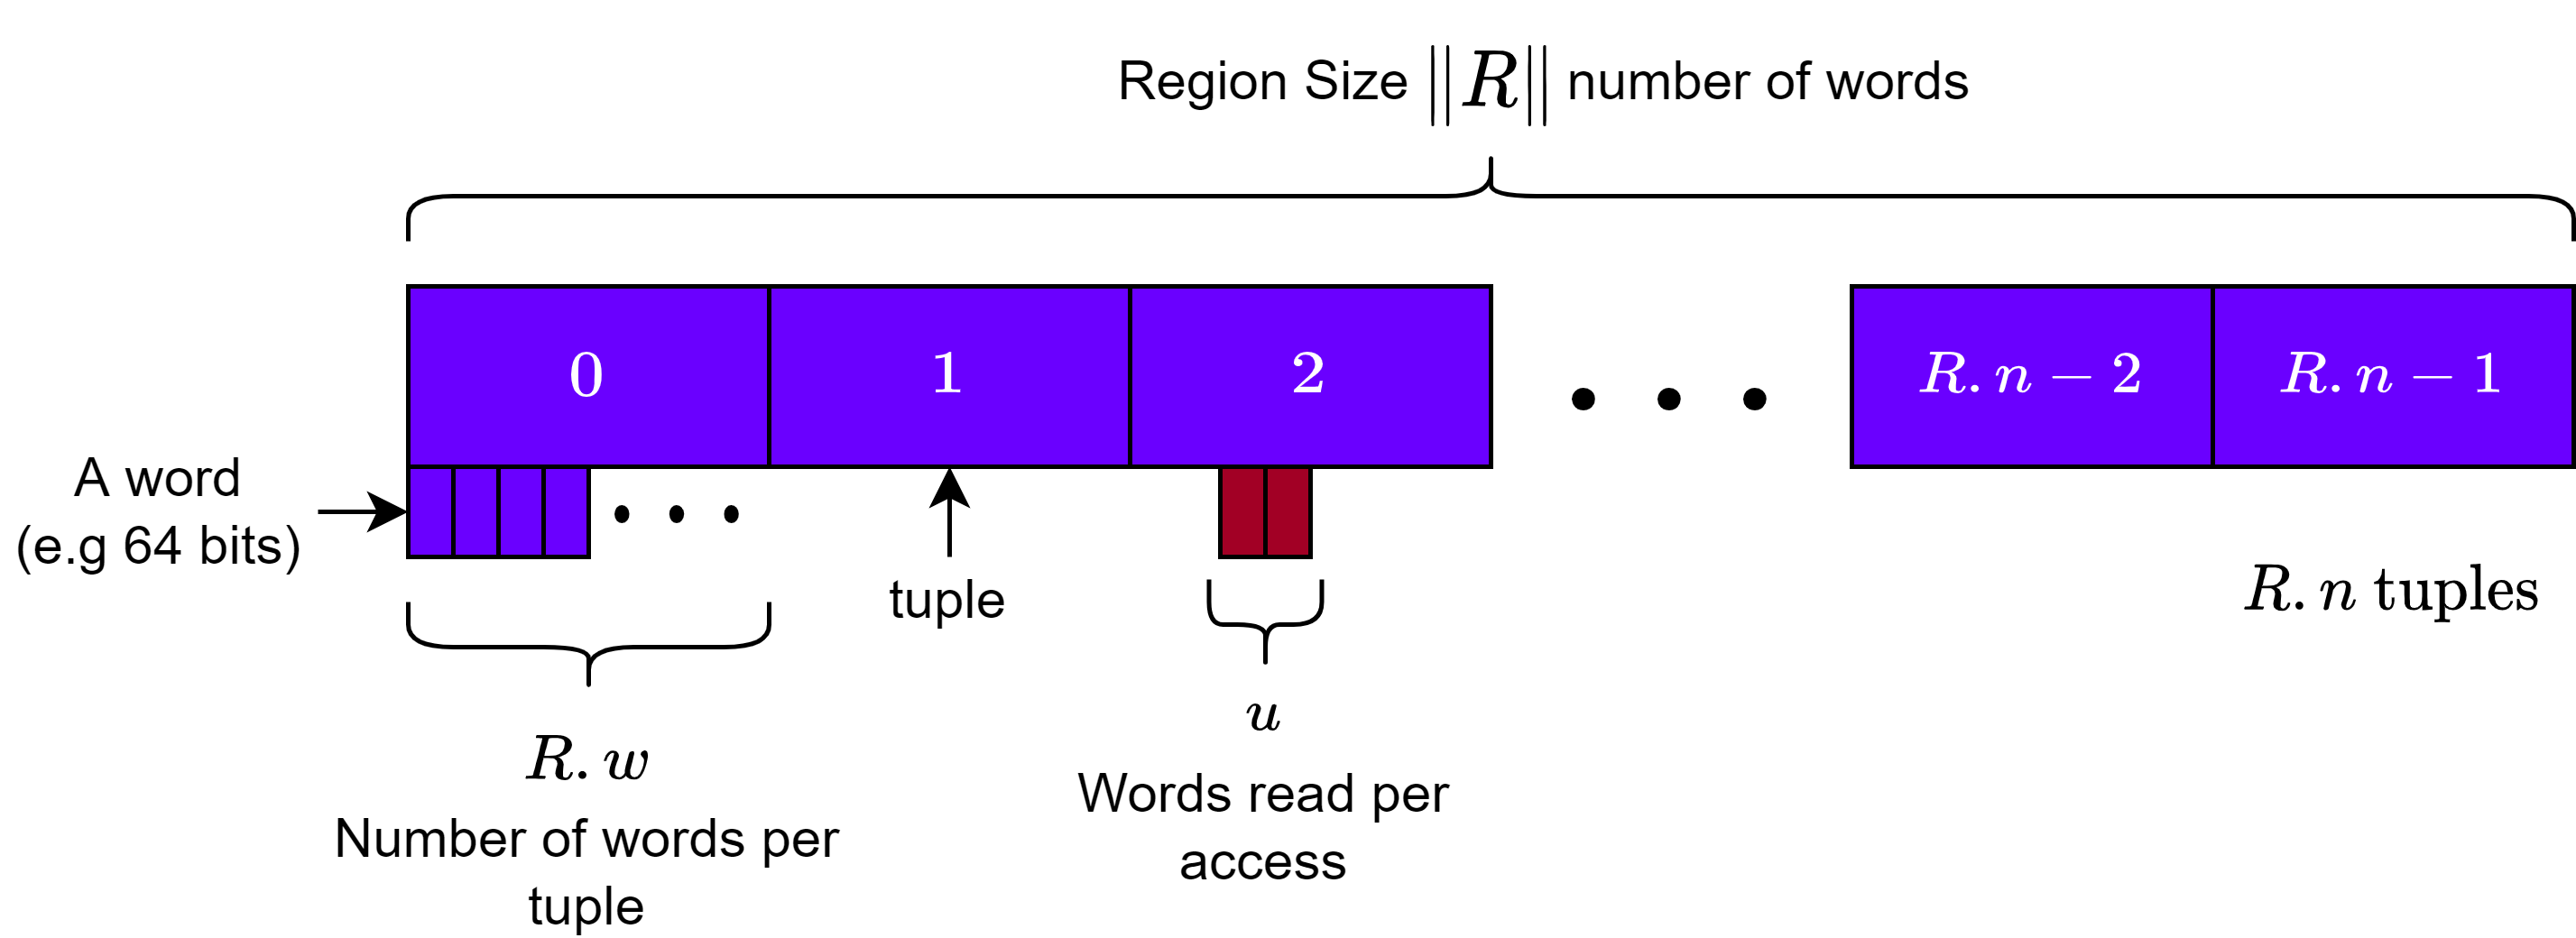 Region Size ||R|| number of words
0
1
2
R.n − 2
R.n − 1
A word
(e.g 64 bits)
tuple
R.n tuples
R.w
Number of words per
tuple
u
Words read per
access